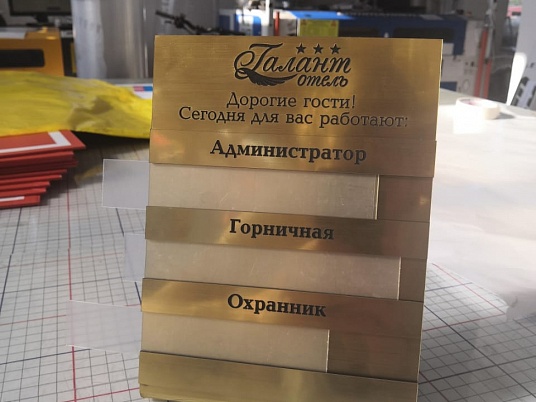 Галант
отель
Дорогие гости!
Сегодня для вас работают:
Администратор
Горничная
Охранник